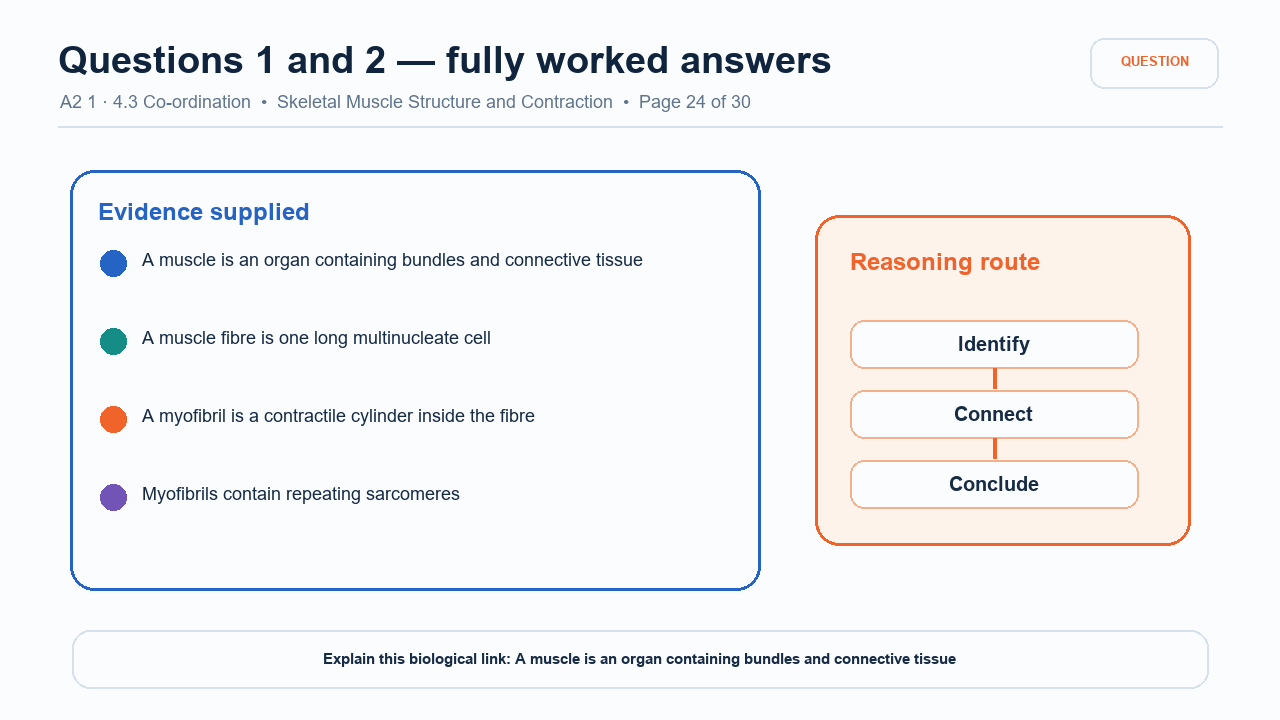 Questions 1 and 2 — fully worked answers
QUESTION
A2 1 · 4.3 Co-ordination • Skeletal Muscle Structure and Contraction • Page 24 of 30
Evidence supplied
A muscle is an organ containing bundles and connective tissue
A muscle fibre is one long multinucleate cell
A myofibril is a contractile cylinder inside the fibre
Myofibrils contain repeating sarcomeres
Reasoning route
Identify
Connect
Conclude
Explain this biological link: A muscle is an organ containing bundles and connective tissue